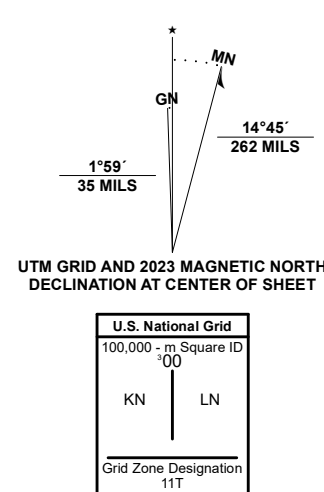 ★
MN
GN
14°45´
262 MILS
1°59´
35 MILS
UTM GRID AND 2023 MAGNETIC NORTH
DECLINATION AT CENTER OF SHEET
U.S. National Grid
100,000 - m Square ID
³00
KN LN
Grid Zone Designation
11T